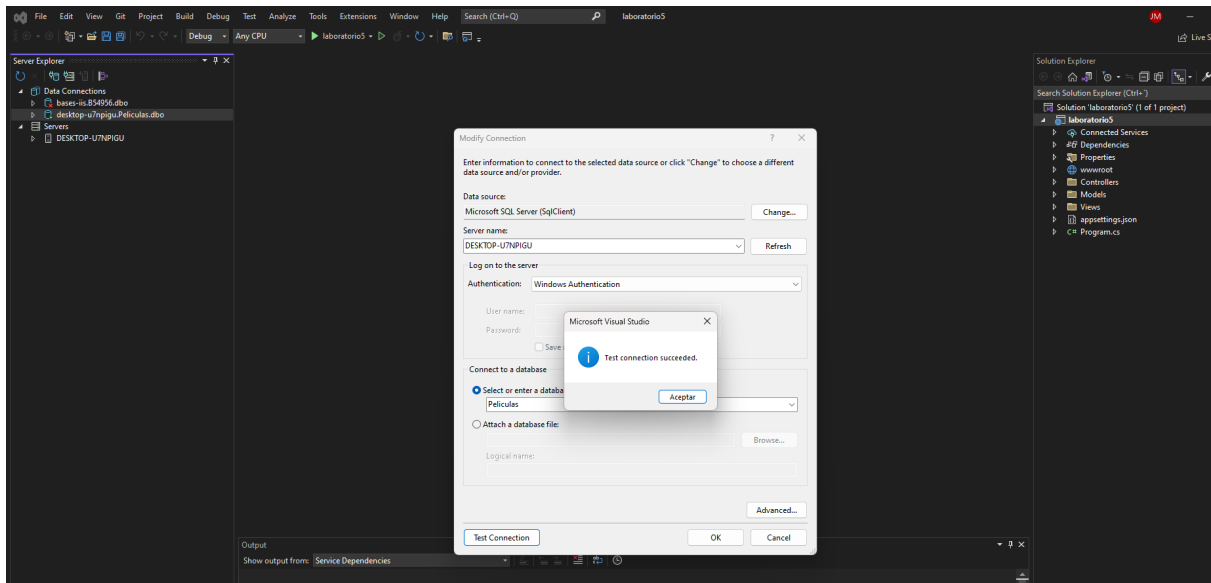 File Edit View Git Project Build Debug Test Analyze Tools Extensions Window Help Search (Ctrl+Q) laboratorio5 JM
Debug Any CPU laboratorio5 Live S
Server Explorer
Data Connections
bases-iis.B54956.dbo
desktop-u7npigu.Peliculas.dbo
Servers
DESKTOP-U7NPIGU
Modify Connection ? 
Enter information to connect to the selected data source or click "Change" to choose a different
data source and/or provider.
Data source:
Microsoft SQL Server (SqlClient) Change...
Server name:
DESKTOP-U7NPIGU Refresh
Log on to the server
Authentication: Windows Authentication
User name:
Password:
Save
Microsoft Visual Studio
Test connection succeeded.
Aceptar
Connect to a database
Select or enter a databa
Peliculas
Attach a database file:
Browse...
Logical name:
Advanced...
Test Connection OK Cancel
Output
Show output from: Service Dependencies
Solution Explorer
Search Solution Explorer (Ctrl+´)
Solution 'laboratorio5' (1 of 1 project)
laboratorio5
Connected Services
Dependencies
Properties
wwwroot
Controllers
Models
Views
appsettings.json
C# Program.cs